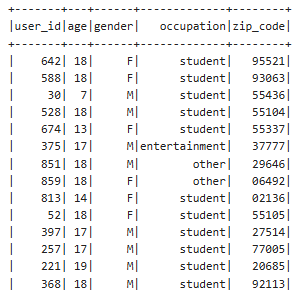 +-------+---+------+-------------+--------+
|user_id|age|gender|   occupation|zip_code|
+-------+---+------+-------------+--------+
|    642| 18|     F|      student|   95521|
|    588| 18|     F|      student|   93063|
|     30|  7|     M|      student|   55436|
|    528| 18|     M|      student|   55104|
|    674| 13|     F|      student|   55337|
|    375| 17|     M|entertainment|   37777|
|    851| 18|     M|        other|   29646|
|    859| 18|     F|        other|   06492|
|    813| 14|     F|      student|   02136|
|     52| 18|     F|      student|   55105|
|    397| 17|     M|      student|   27514|
|    257| 17|     M|      student|   77005|
|    221| 19|     M|      student|   20685|
|    368| 18|     M|      student|   92113|